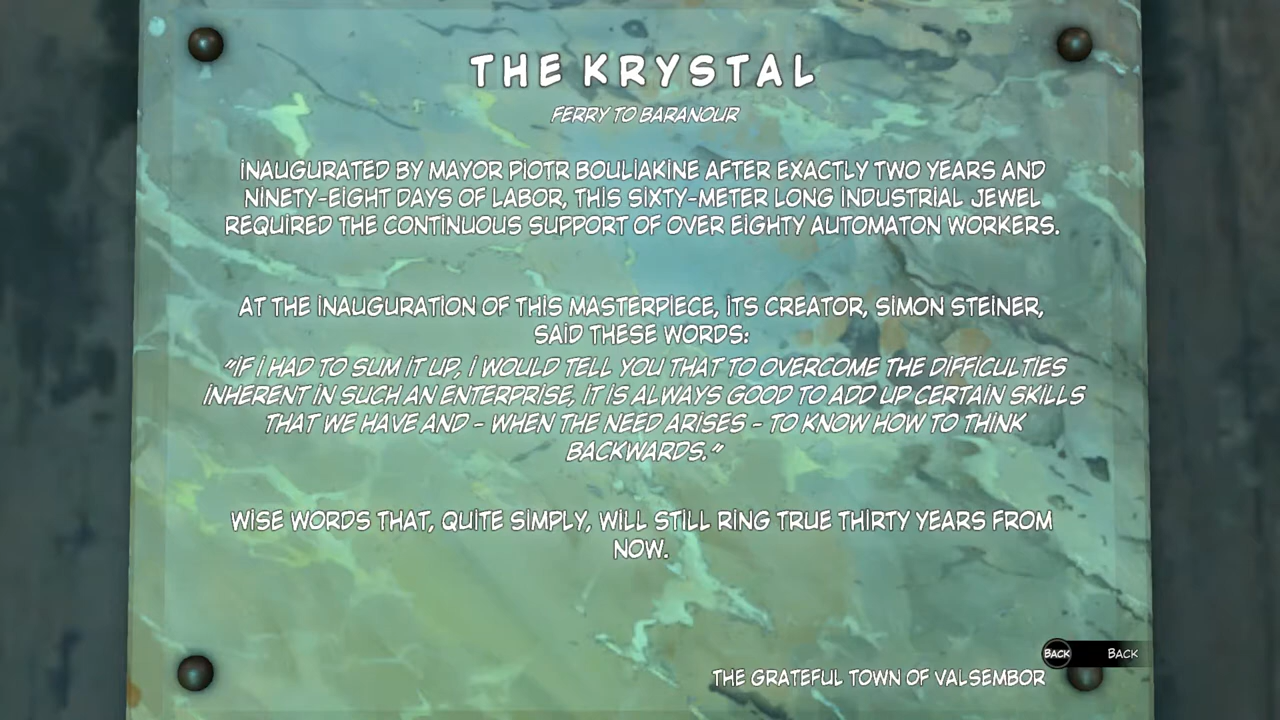 THE KRYSTAL
FERRY TO BARANOUR
INAUGURATED BY MAYOR PIOTR BOULIAKINE AFTER EXACTLY TWO YEARS AND
NINETY-EIGHT DAYS OF LABOR, THIS SIXTY-METER LONG INDUSTRIAL JEWEL
REQUIRED THE CONTINUOUS SUPPORT OF OVER EIGHTY AUTOMATON WORKERS.
AT THE INAUGURATION OF THIS MASTERPIECE, ITS CREATOR, SIMON STEINER,
SAID THESE WORDS:
"IF I HAD TO SUM IT UP, I WOULD TELL YOU THAT TO OVERCOME THE DIFFICULTIES
INHERENT IN SUCH AN ENTERPRISE, IT IS ALWAYS GOOD TO ADD UP CERTAIN SKILLS
THAT WE HAVE AND - WHEN THE NEED ARISES - TO KNOW HOW TO THINK
BACKWARDS."
WISE WORDS THAT, QUITE SIMPLY, WILL STILL RING TRUE THIRTY YEARS FROM
NOW.
BACK BACK
THE GRATEFUL TOWN OF VALSEMBOR